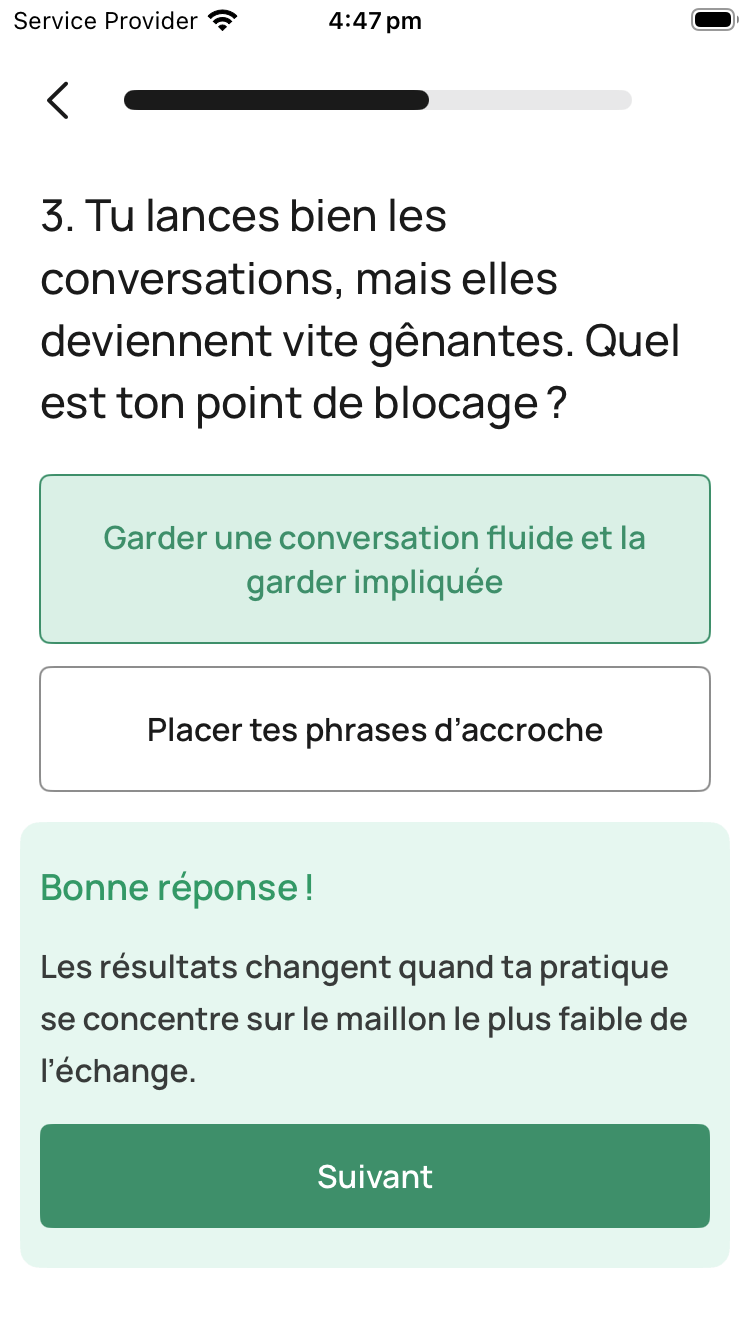 Service Provider 4:47 pm
3. Tu lances bien les
conversations, mais elles
deviennent vite gênantes. Quel
est ton point de blocage ?
Garder une conversation fluide et la
garder impliquée
Placer tes phrases d’accroche
Bonne réponse !
Les résultats changent quand ta pratique
se concentre sur le maillon le plus faible de
l’échange.
Suivant